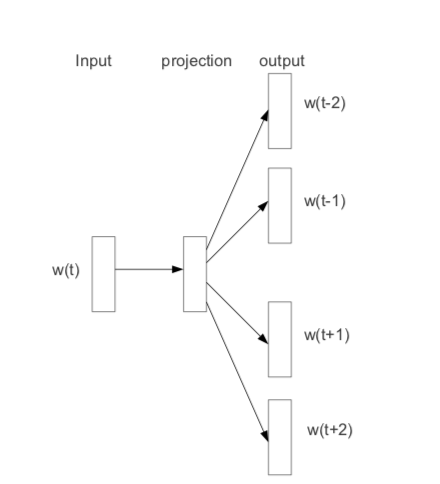 Input projection output
w(t-2)
w(t-1)
w(t)
w(t+1)
w(t+2)